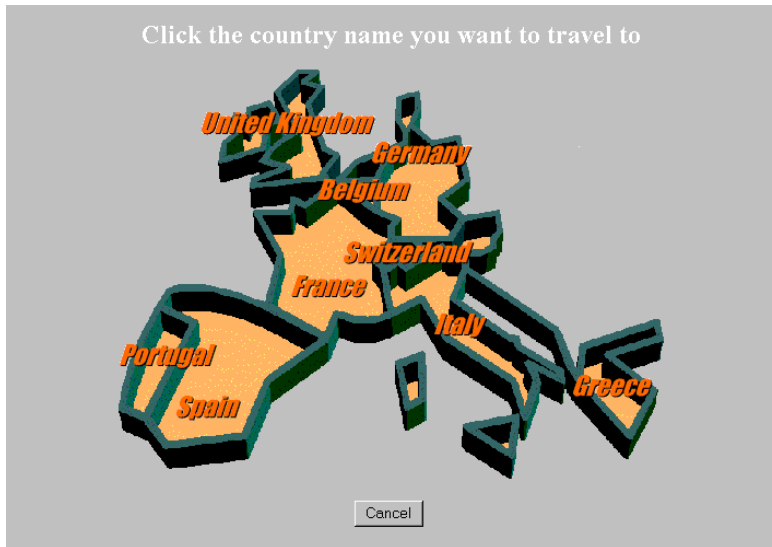 Click the country name you want to travel to
United Kingdom
Germany
Belgium
Switzerland
France
Italy
Portugal
Greece
Spain
Cancel